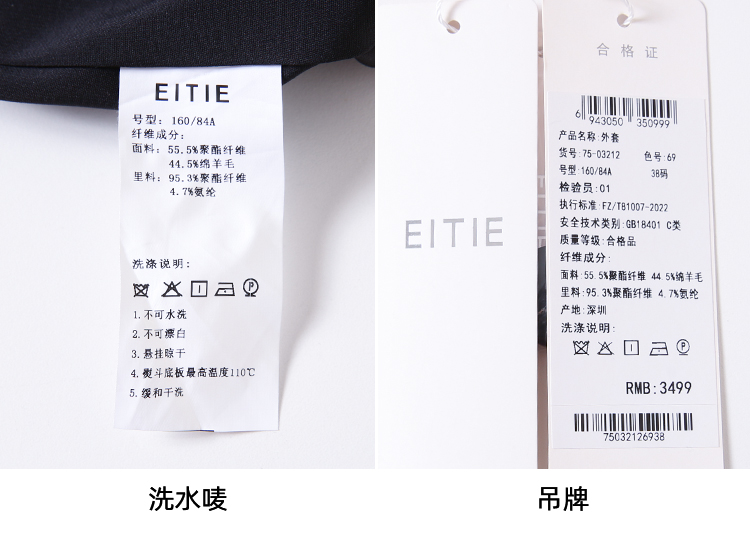 EITIE
号型: 160/84A
纤维成分:
面料: 55.5%聚酯纤维
44.5%绵羊毛
里料: 95.3%聚酯纤维
4.7%氨纶
洗涤说明:
P
1.不可水洗
2.不可漂白
3.悬挂晾干
4.熨斗底板最高温度110℃
5.缓和干洗
洗水唛
EITIE
合格证
6 943050 350999
产品名称:外套
货号:75-03212 色号:69
号型:160/84A 38码
检验员:01
执行标准:FZ/T81007-2022
安全技术类别:GB18401 C类
质量等级:合格品
纤维成分:
面料:55.5%聚酯纤维 44.5%绵羊毛
里料:95.3%聚酯纤维 4.7%氨纶
产地:深圳
洗涤说明:
P
RMB:3499
75032126938
吊牌